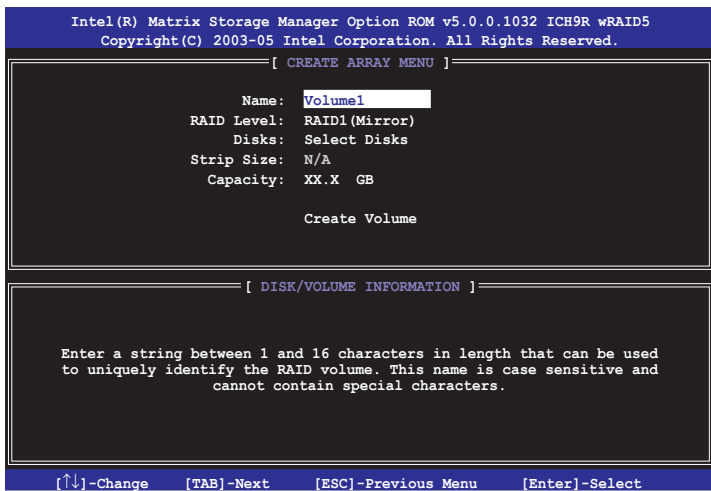 Intel(R) Matrix Storage Manager Option ROM v5.0.0.1032 ICH9R wRAID5
Copyright(C) 2003-05 Intel Corporation. All Rights Reserved.
[ CREATE ARRAY MENU ]
Name: Volume1
RAID Level: RAID1(Mirror)
Disks: Select Disks
Strip Size: N/A
Capacity: XX.X GB
Create Volume
[ DISK/VOLUME INFORMATION ]
Enter a string between 1 and 16 characters in length that can be used
to uniquely identify the RAID volume. This name is case sensitive and
cannot contain special characters.
[↑↓]-Change [TAB]-Next [ESC]-Previous Menu [Enter]-Select